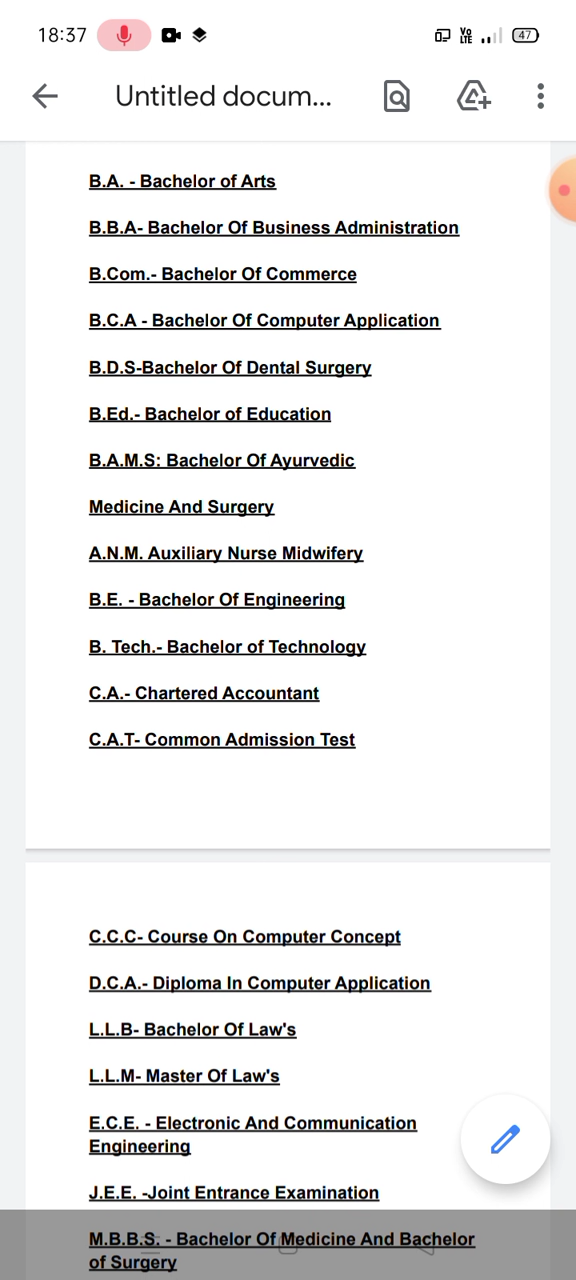 18:37
Vo
LTE
47
Untitled docum...
B.A. - Bachelor of Arts
B.B.A- Bachelor Of Business Administration
B.Com.- Bachelor Of Commerce
B.C.A - Bachelor Of Computer Application
B.D.S-Bachelor Of Dental Surgery
B.Ed.- Bachelor of Education
B.A.M.S: Bachelor Of Ayurvedic
Medicine And Surgery
A.N.M. Auxiliary Nurse Midwifery
B.E. - Bachelor Of Engineering
B. Tech.- Bachelor of Technology
C.A.- Chartered Accountant
C.A.T- Common Admission Test
C.C.C- Course On Computer Concept
D.C.A.- Diploma In Computer Application
L.L.B- Bachelor Of Law's
L.L.M- Master Of Law's
E.C.E. - Electronic And Communication
Engineering
J.E.E. -Joint Entrance Examination
M.B.B.S. - Bachelor Of Medicine And Bachelor
of Surgery